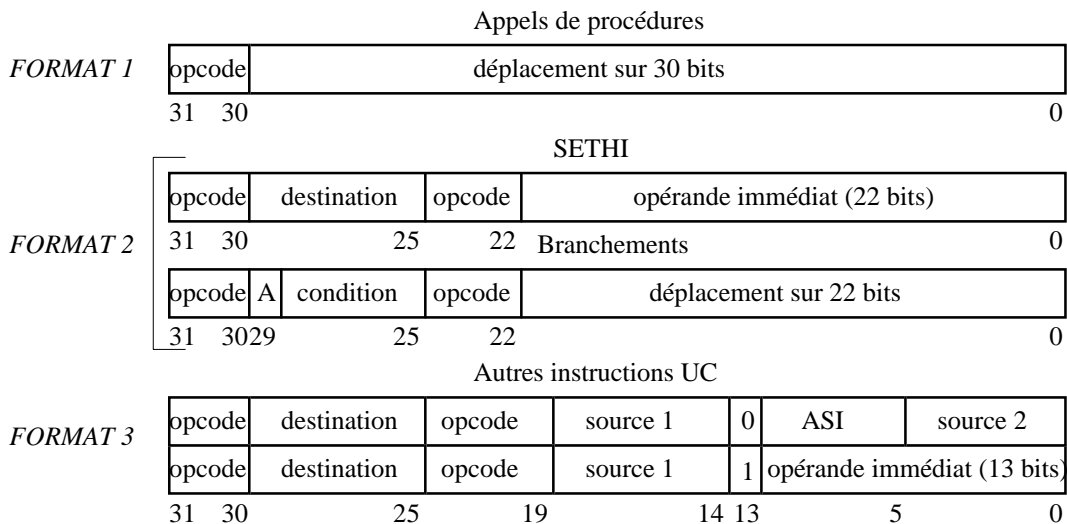 Appels de procédures
FORMAT 1
opcode déplacement sur 30 bits
31 30 0
SETHI
opcode destination opcode opérande immédiat (22 bits)
FORMAT 2
31 30 25 22 Branchements 0
opcode A condition opcode déplacement sur 22 bits
31 3029 25 22 0
Autres instructions UC
FORMAT 3
opcode destination opcode source 1 0 ASI source 2
opcode destination opcode source 1 1 opérande immédiat (13 bits)
31 30 25 19 14 13 5 0